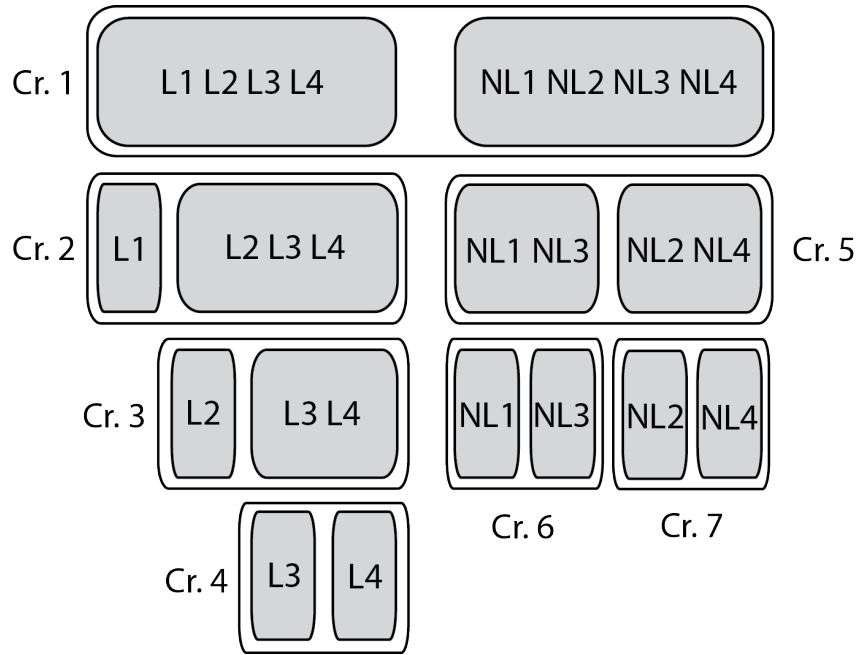 Cr. 1 L1 L2 L3 L4 NL1 NL2 NL3 NL4
Cr. 2 L1 L2 L3 L4 NL1 NL3 NL2 NL4 Cr. 5
Cr. 3 L2 L3 L4 NL1 NL3 NL2 NL4
Cr. 6 Cr. 7
Cr. 4 L3 L4